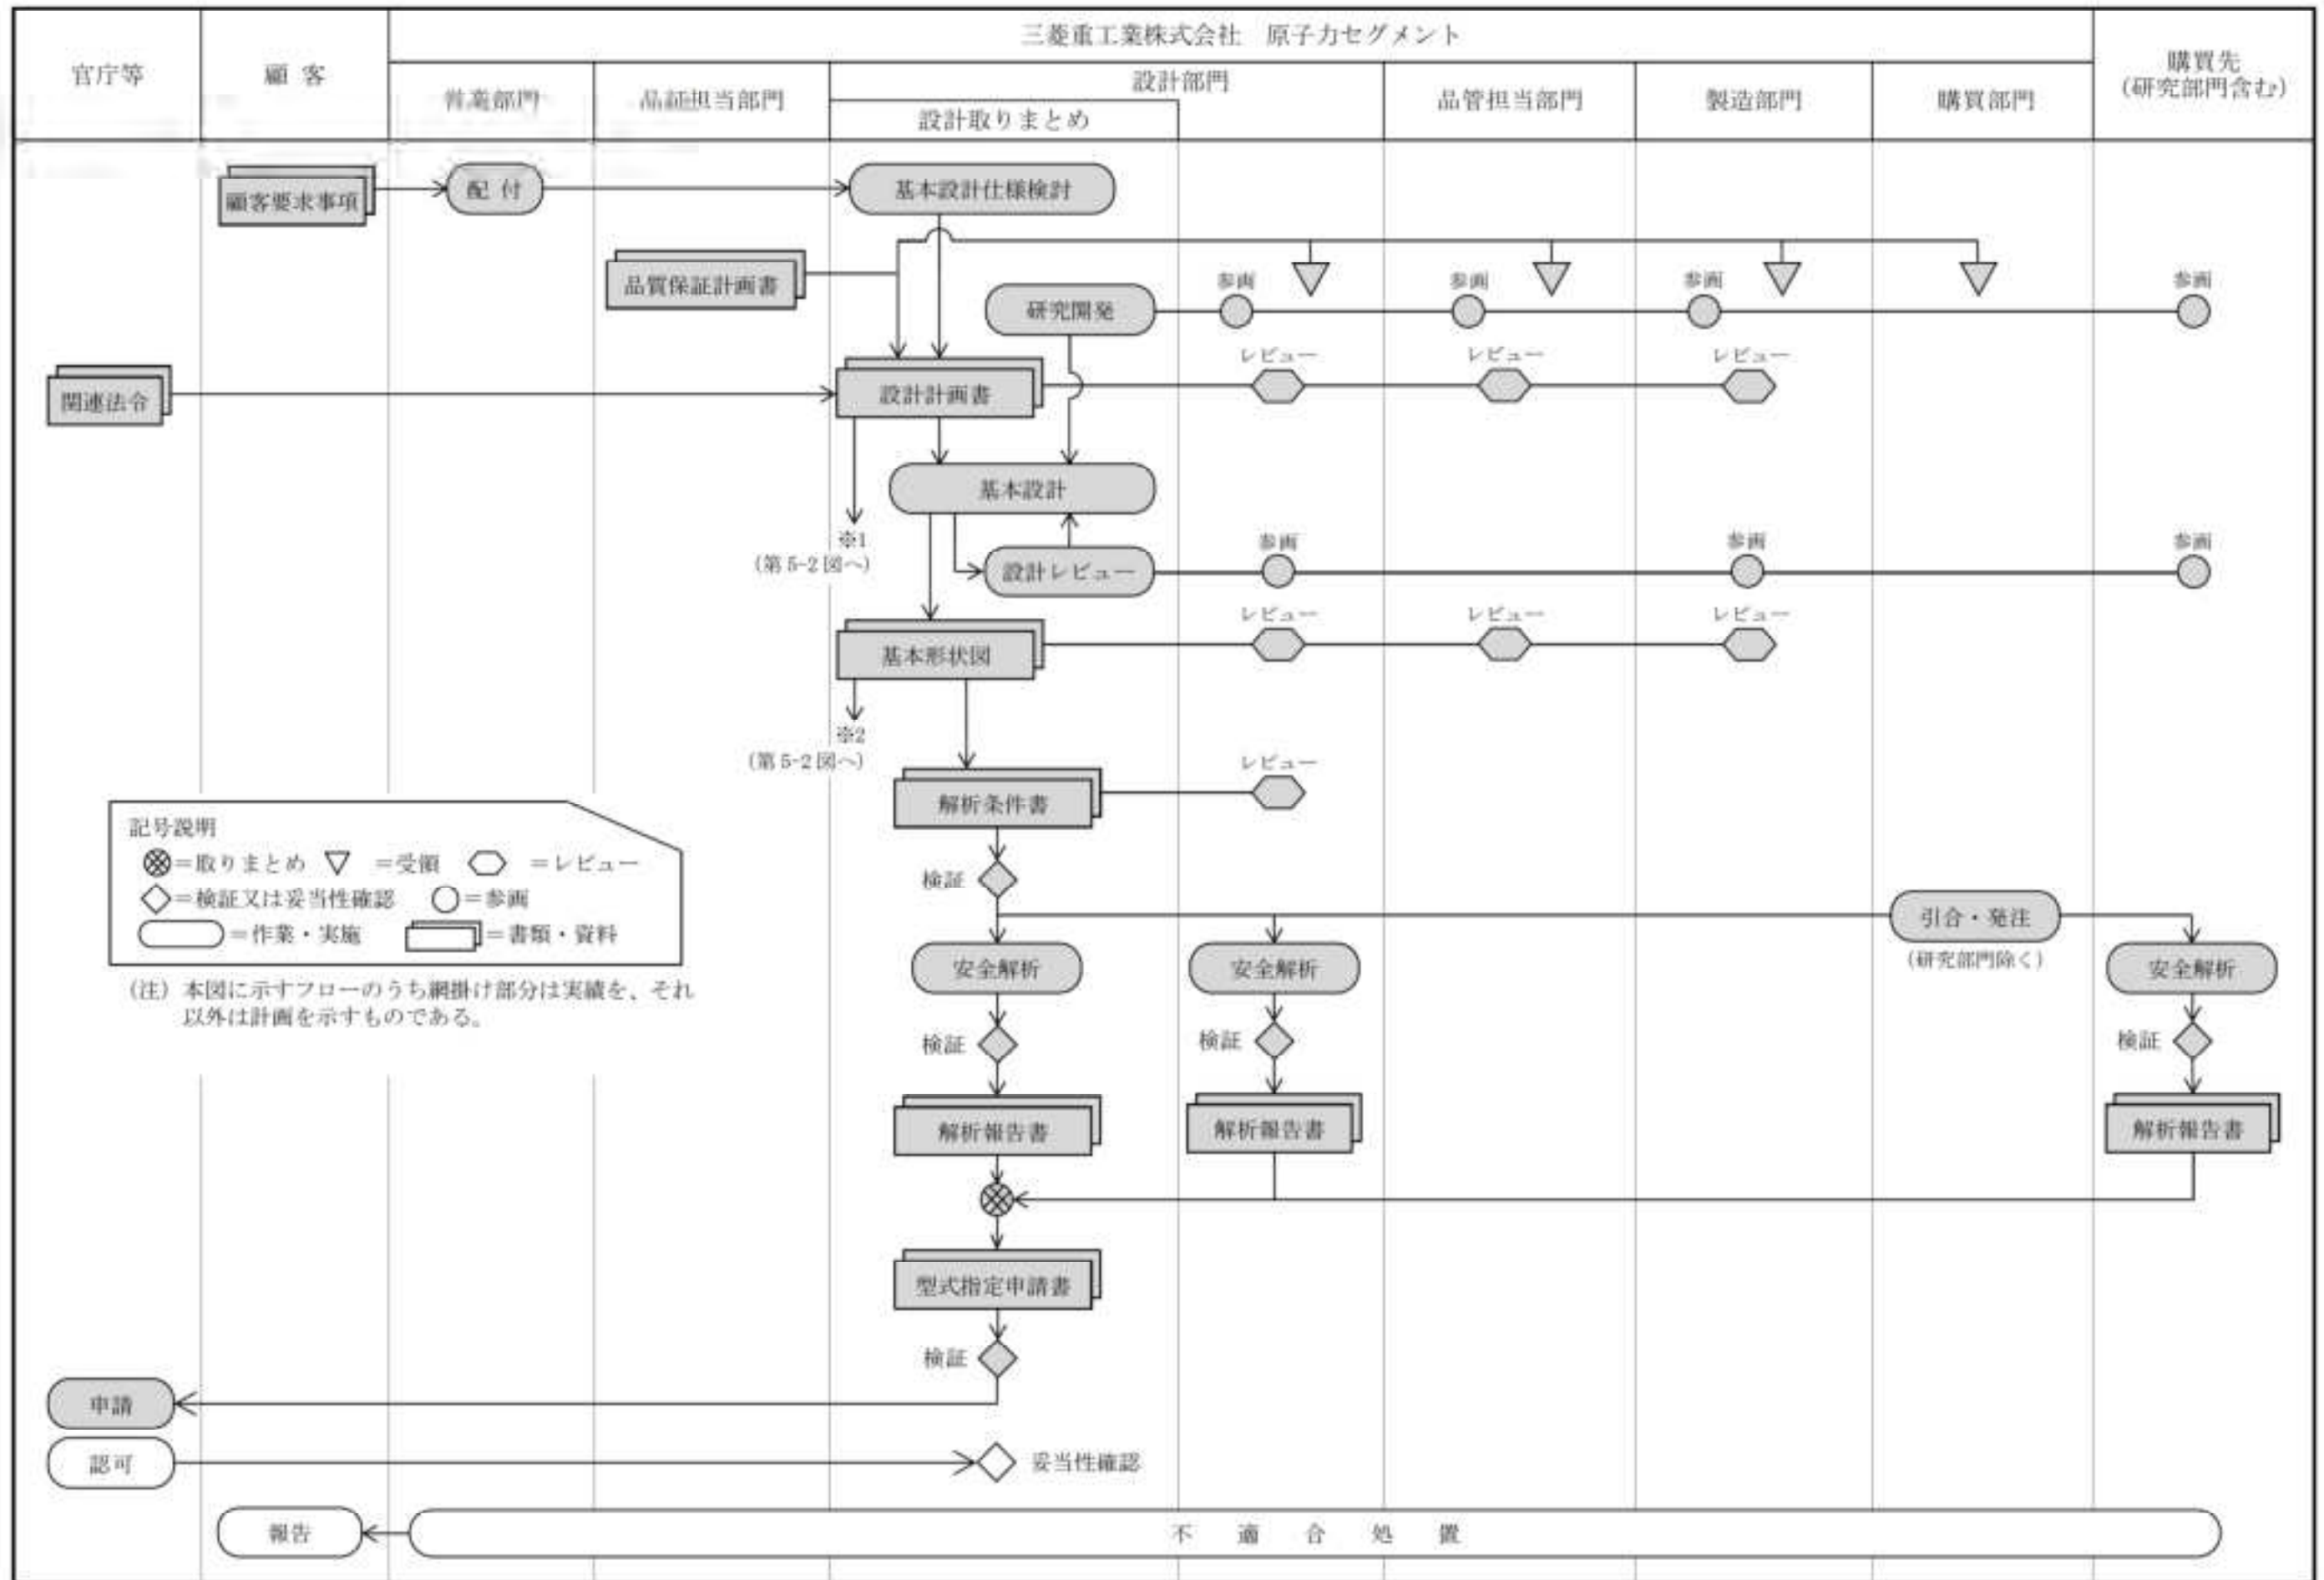 三菱重工業株式会社　原子力セグメント
官庁等
顧 客
営業部門
品証担当部門
設計部門
設計取りまとめ
品管担当部門
製造部門
購買部門
購買先
(研究部門含む)
顧客要求事項
配 付
基本設計仕様検討
品質保証計画書
研究開発
参画
参画
参画
参画
関連法令
設計計画書
レビュー
レビュー
レビュー
基本設計
※1
(第 5-2 図へ)
設計レビュー
参画
参画
参画
基本形状図
レビュー
レビュー
レビュー
※2
(第 5-2 図へ)
解析条件書
レビュー
検証
引合・発注
(研究部門除く)
安全解析
安全解析
安全解析
検証
検証
検証
解析報告書
解析報告書
解析報告書
型式指定申請書
検証
申請
認可
妥当性確認
報告
不　適　合　処　置
記号説明
＝取りまとめ　＝受領　＝レビュー
＝検証又は妥当性確認　＝参画
＝作業・実施　＝書類・資料
(注) 本図に示すフローのうち網掛け部分は実績を、それ
以外は計画を示すものである。